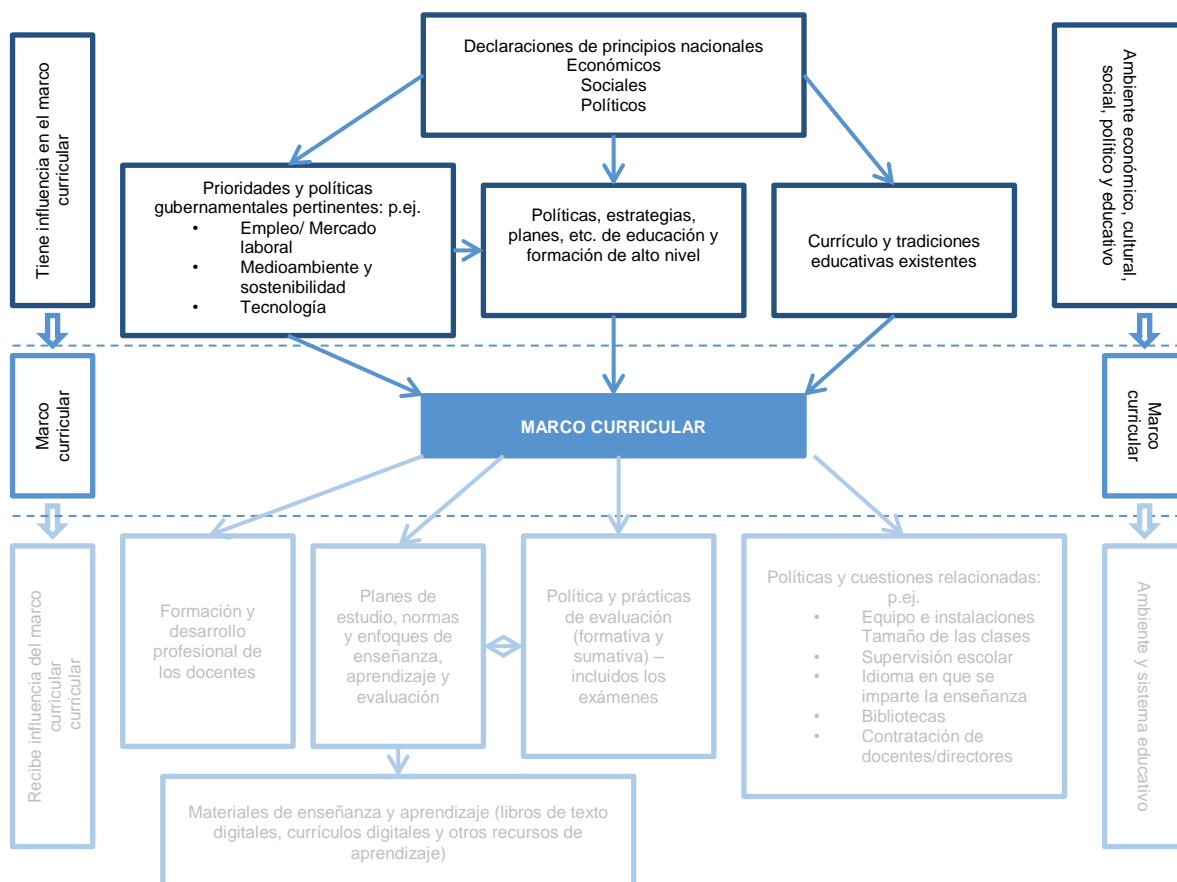 Declaraciones de principios nacionales
Económicos
Sociales
Políticos
Tiene influencia en el marco
curricular
Ambiente económico, cultural,
social, político y educativo
Prioridades y políticas
gubernamentales pertinentes: p.ej.
• Empleo/ Mercado
laboral
• Medioambiente y
sostenibilidad
• Tecnología
Políticas, estrategias,
planes, etc. de educación y
formación de alto nivel
Currículo y tradiciones
educativas existentes
Marco
curricular
MARCO CURRICULAR
Marco
curricular
Recibe influencia del marco
curricular
curricular
Formación y
desarrollo
profesional de
los docentes
Planes de
estudio, normas
y enfoques de
enseñanza,
aprendizaje y
evaluación
Política y prácticas
de evaluación
(formativa y
sumativa) –
incluidos los
exámenes
Políticas y cuestiones relacionadas:
p.ej.
• Equipo e instalaciones
Tamaño de las clases
• Supervisión escolar
• Idioma en que se
imparte la enseñanza
• Bibliotecas
• Contratación de
docentes/directores
Ambiente y sistema educativo
Materiales de enseñanza y aprendizaje (libros de texto
digitales, currículos digitales y otros recursos de
aprendizaje)